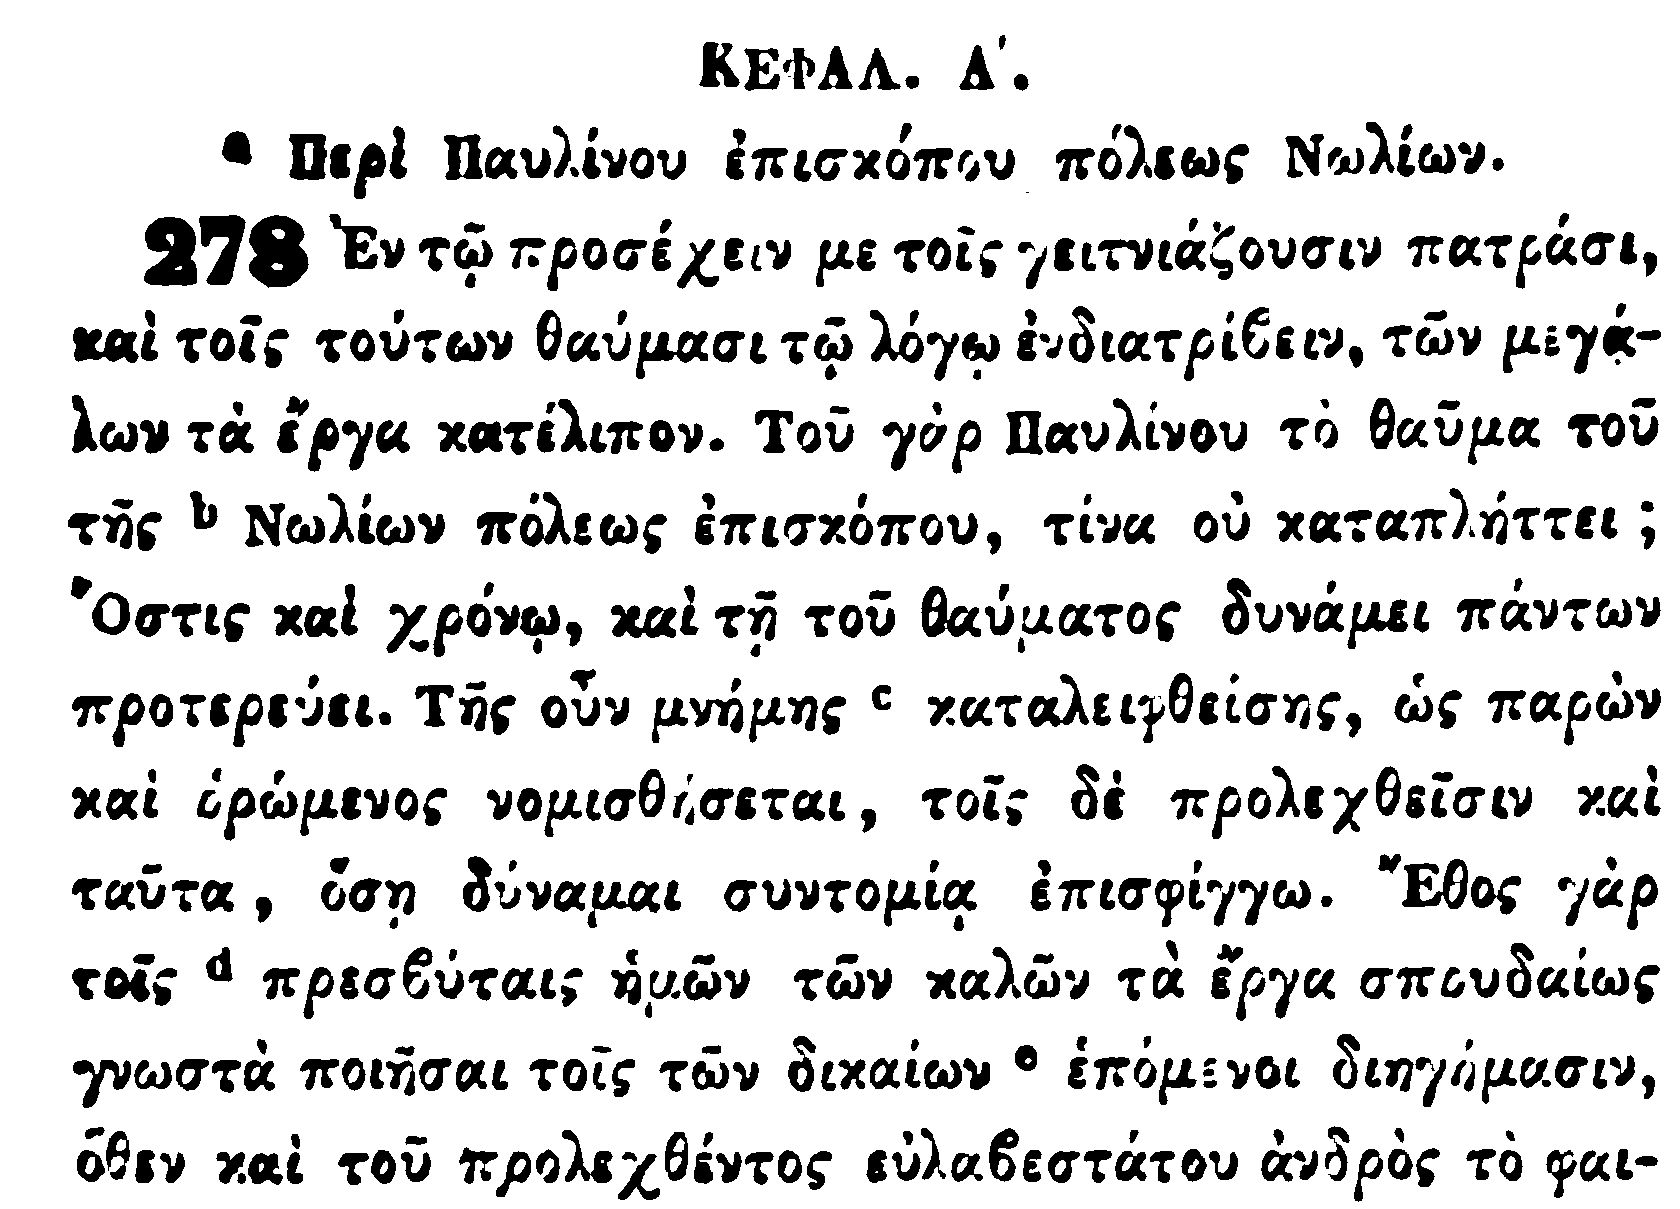 ΚΕΦΑΛ. Α΄.
a Περὶ Παυλίνου ἐπισκόπου πόλεως Νωλίων.
278 Ἐν τῷ προσέχειν με τοῖς γειτνιάζουσιν πατράσι,
καὶ τοῖς τούτων θαύμασι τῷ λόγῳ ἐνδιατρίϐειν, τῶν μεγά-
λων τὰ ἔργα κατέλιπον. Τοῦ γὰρ Παυλίνου τὸ θαῦμα τοῦ
τῆς b Νωλίων πόλεως ἐπισκόπου, τίνα οὐ καταπλήττει;
Ὅστις καὶ χρόνῳ, καὶ τῇ τοῦ θαύματος δυνάμει πάντων
προτερεύει. Τῆς οὖν μνήμης c καταλειφθείσης, ὡς παρὼν
καὶ ὁρώμενος νομισθήσεται, τοῖς δὲ προλεχθεῖσιν καὶ
ταῦτα, ὅσῃ δύναμαι συντομίᾳ ἐπισφίγγω. Ἔθος γὰρ
τοῖς d πρεσϐύταις ἡμῶν τῶν καλῶν τὰ ἔργα σπουδαίως
γνωστὰ ποιῆσαι τοῖς τῶν δικαίων e ἑπόμενοι διηγήμασιν,
ὅθεν καὶ τοῦ προλεχθέντος εὐλαϐεστάτου ἀνδρὸς τὸ φαι-